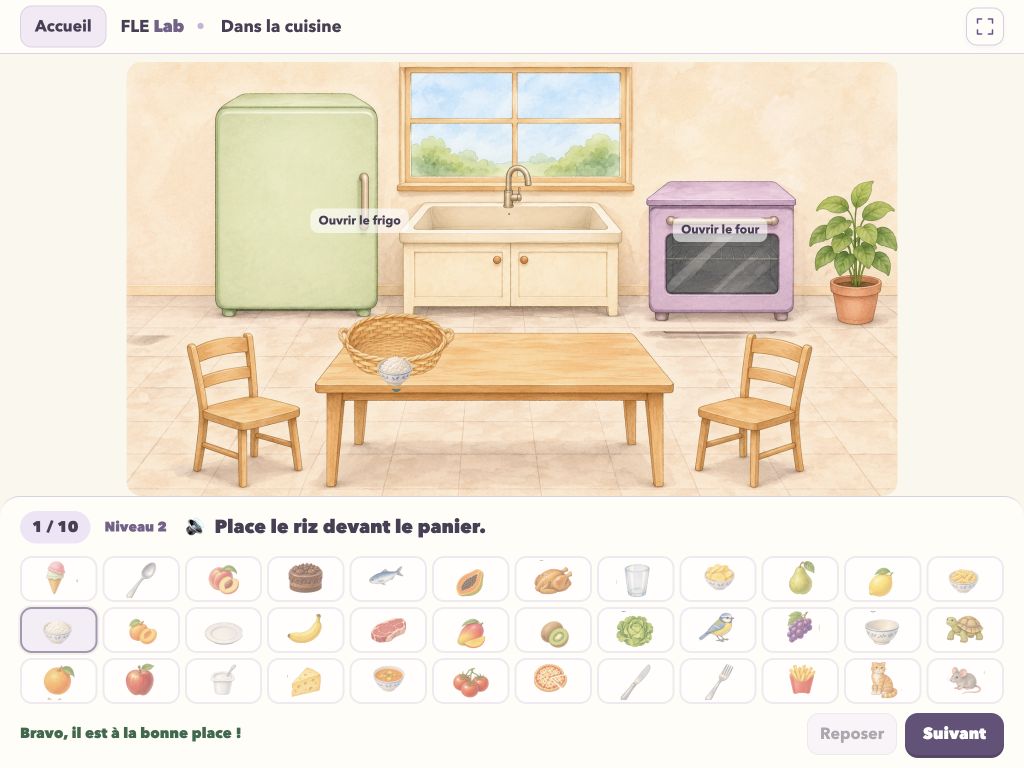 Accueil FLE Lab • Dans la cuisine
Ouvrir le frigo
Ouvrir le four
1 / 10 Niveau 2 🔊 Place le riz devant le panier.
Bravo, il est à la bonne place !
Reposer Suivant